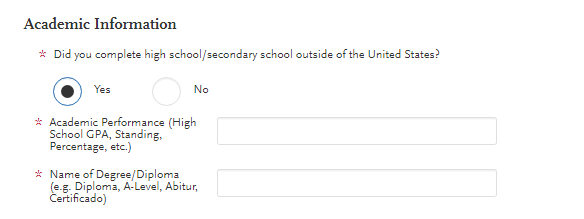 Academic Information
* Did you complete high school/secondary school outside of the United States?
Yes No
* Academic Performance (High
School GPA, Standing,
Percentage, etc.)
* Name of Degree/Diploma
(e.g. Diploma, A-Level, Abitur,
Certificado)